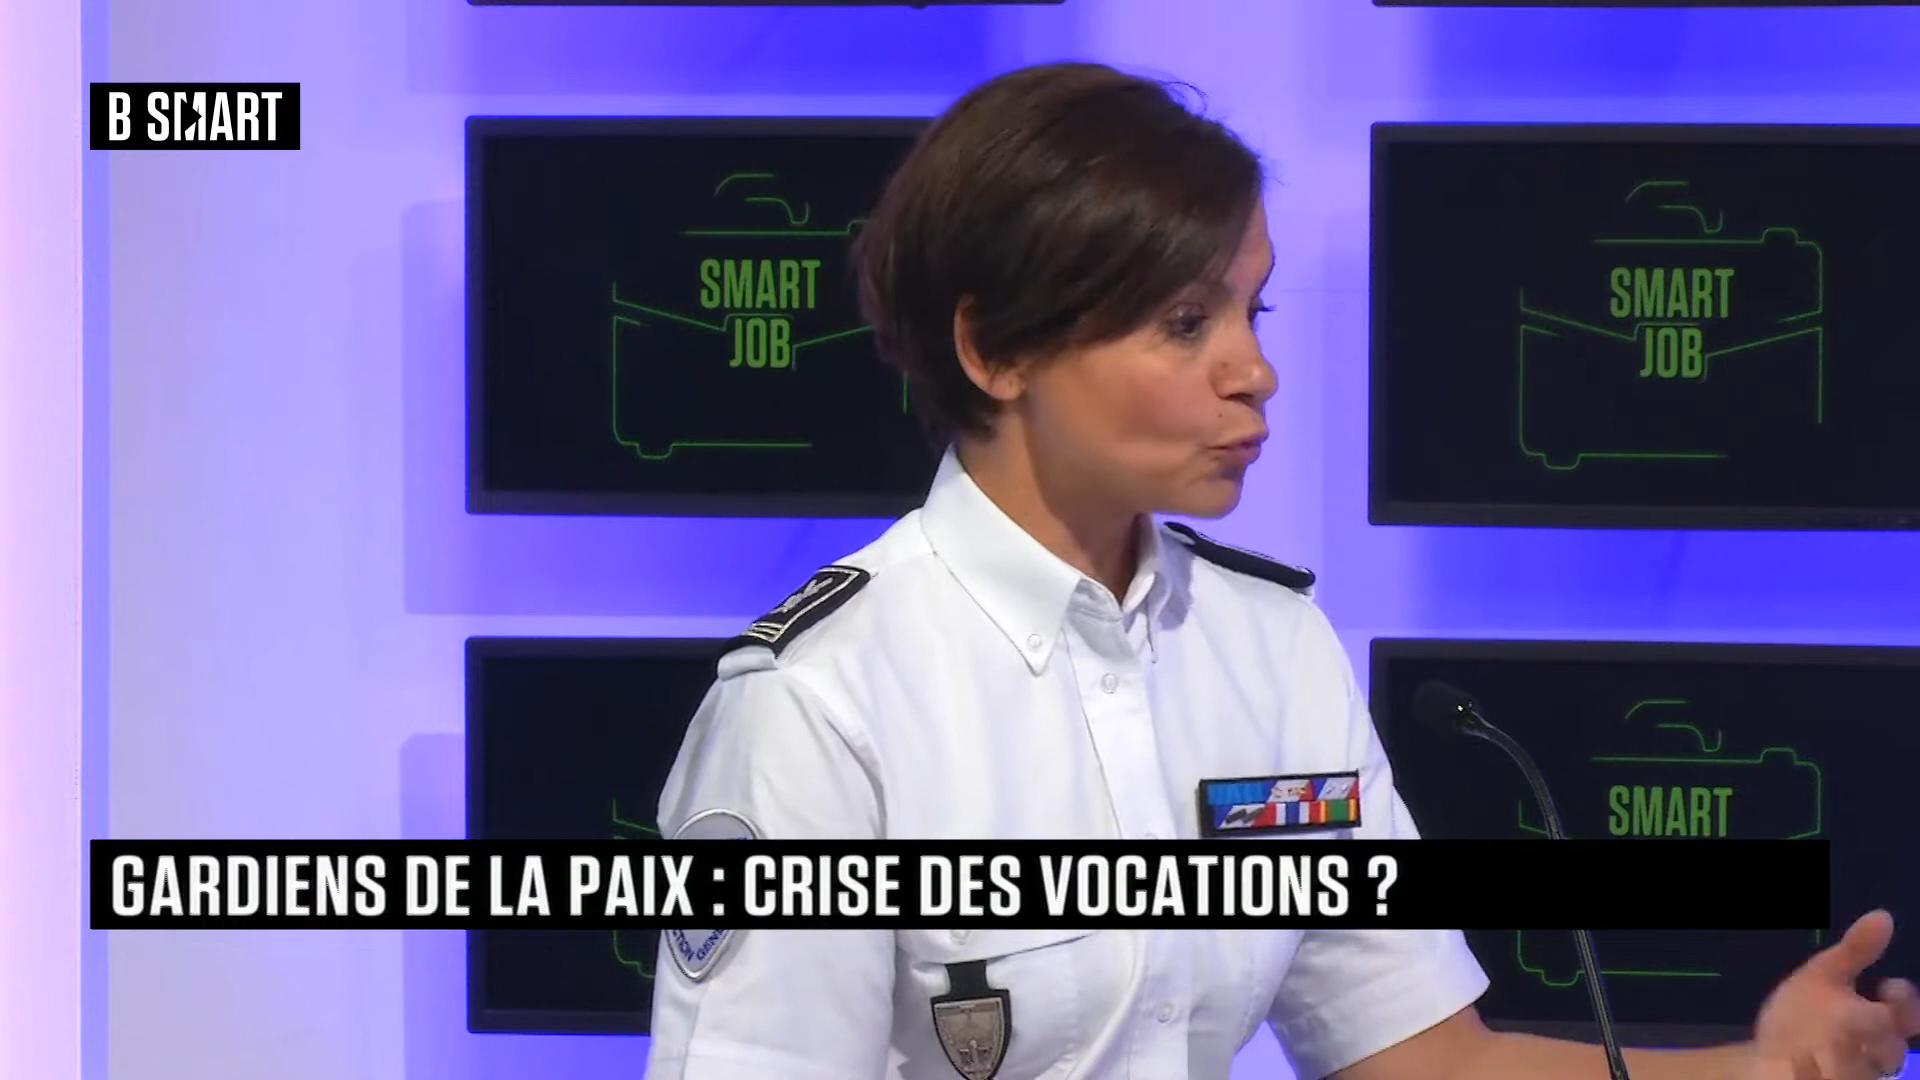 B SMART
SMART
JOB
SMART
JOB
SMART
GARDIENS DE LA PAIX : CRISE DES VOCATIONS ?